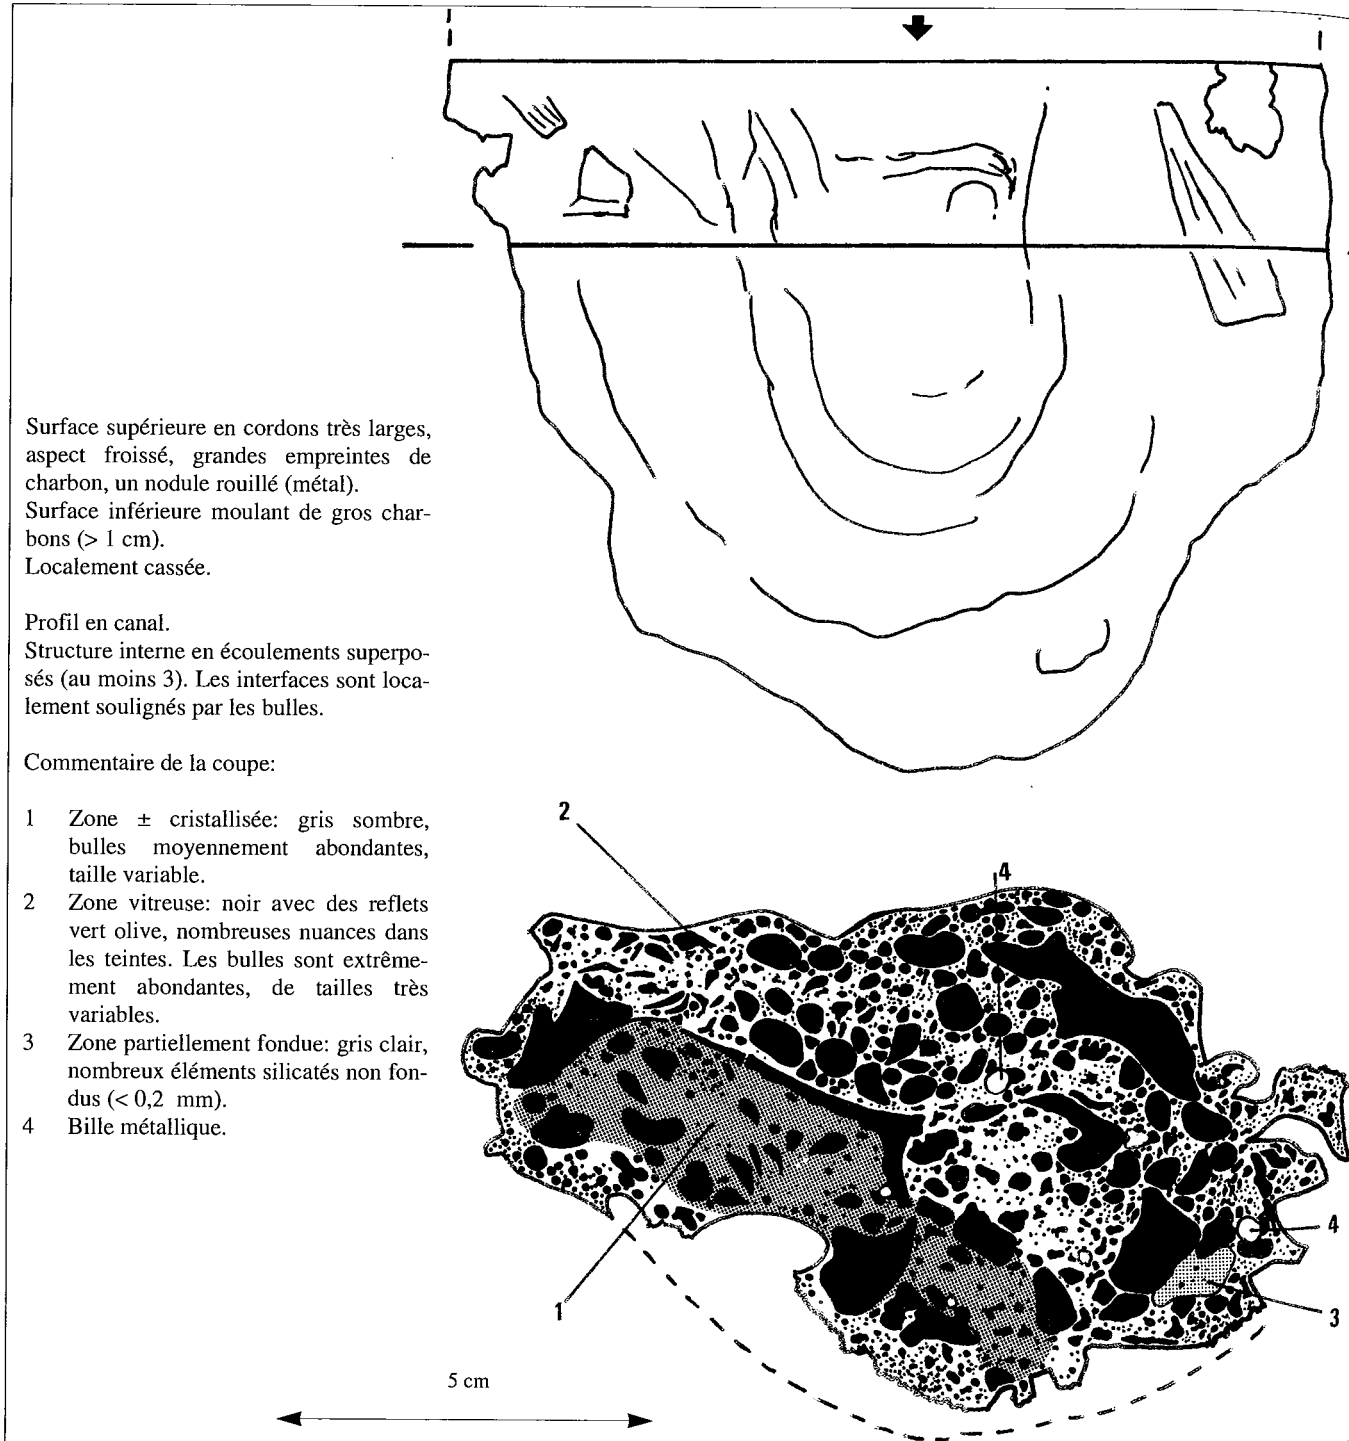 Surface supérieure en cordons très larges,
aspect froissé, grandes empreintes de
charbon, un nodule rouillé (métal).
Surface inférieure moulant de gros char-
bons (> 1 cm).
Localement cassée.
Profil en canal.
Structure interne en écoulements superpo-
sés (au moins 3). Les interfaces sont loca-
lement soulignés par les bulles.
Commentaire de la coupe:
1 Zone ± cristallisée: gris sombre,
bulles moyennement abondantes,
taille variable.
2 Zone vitreuse: noir avec des reflets
vert olive, nombreuses nuances dans
les teintes. Les bulles sont extrême-
ment abondantes, de tailles très
variables.
3 Zone partiellement fondue: gris clair,
nombreux éléments silicatés non fon-
dus (< 0,2 mm).
4 Bille métallique.
2
4
4
3
1
5 cm